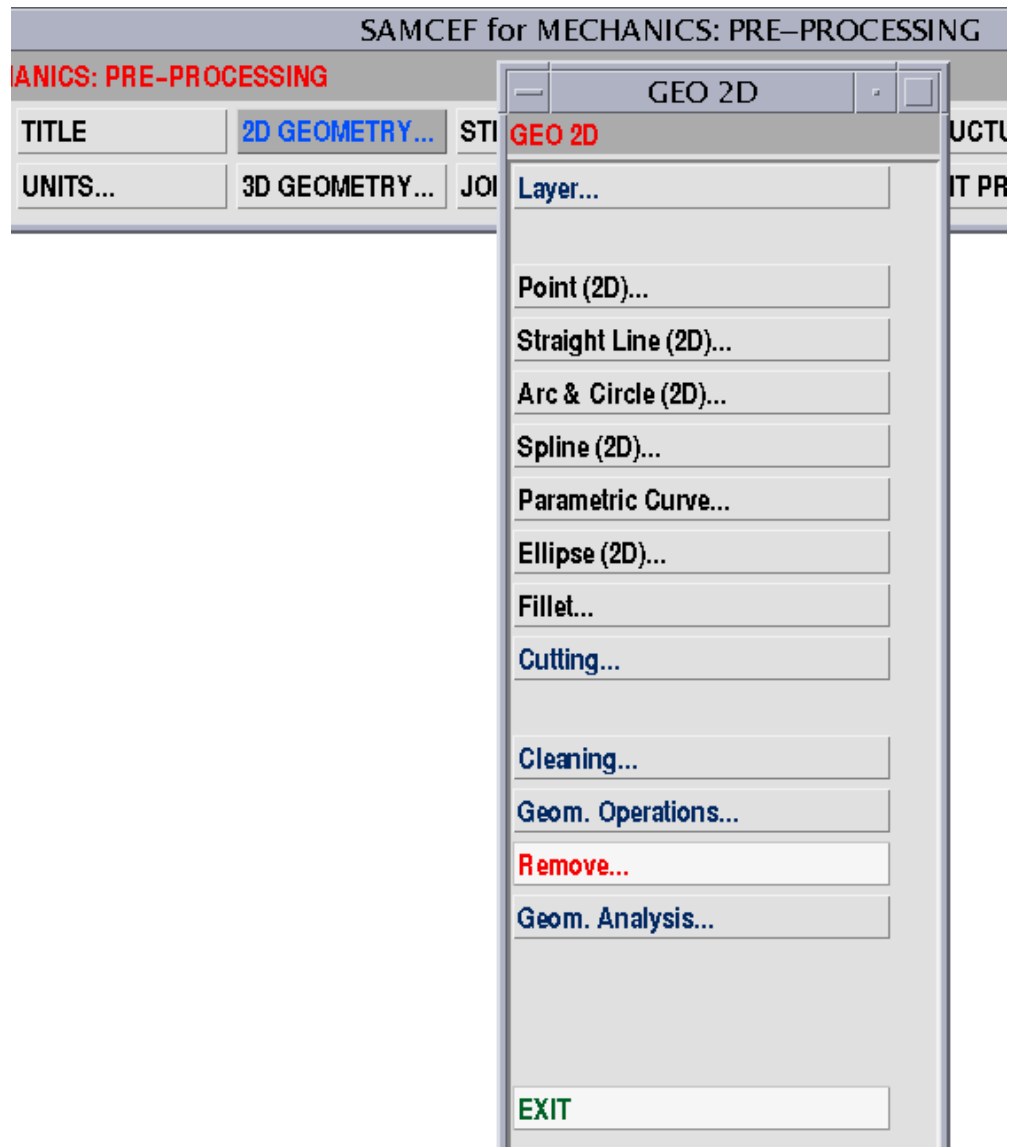 SAMCEF for MECHANICS: PRE–PROCESSING
ANICS: PRE-PROCESSING
GEO 2D
TITLE
2D GEOMETRY...
STI
UCTU
UNITS...
3D GEOMETRY...
JOI
IT PR
GEO 2D
Layer...
Point (2D)...
Straight Line (2D)...
Arc & Circle (2D)...
Spline (2D)...
Parametric Curve...
Ellipse (2D)...
Fillet...
Cutting...
Cleaning...
Geom. Operations...
Remove...
Geom. Analysis...
EXIT